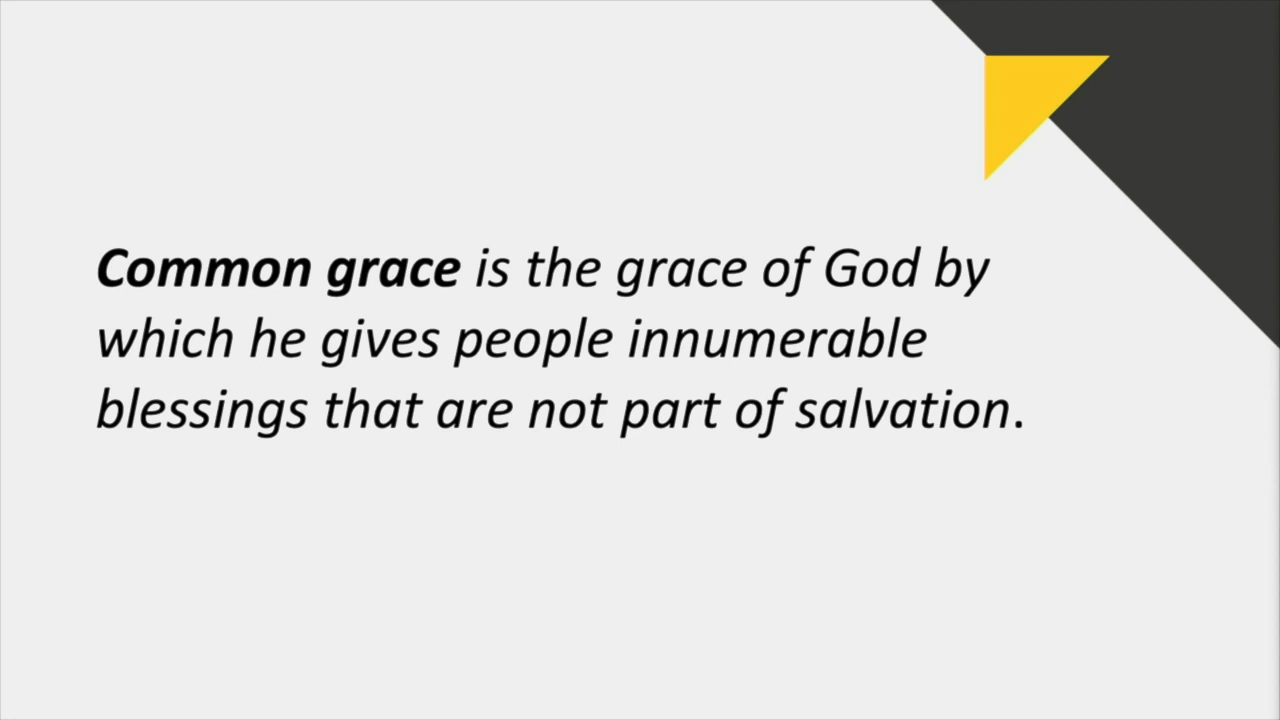 Common grace is the grace of God by
which he gives people innumerable
blessings that are not part of salvation.